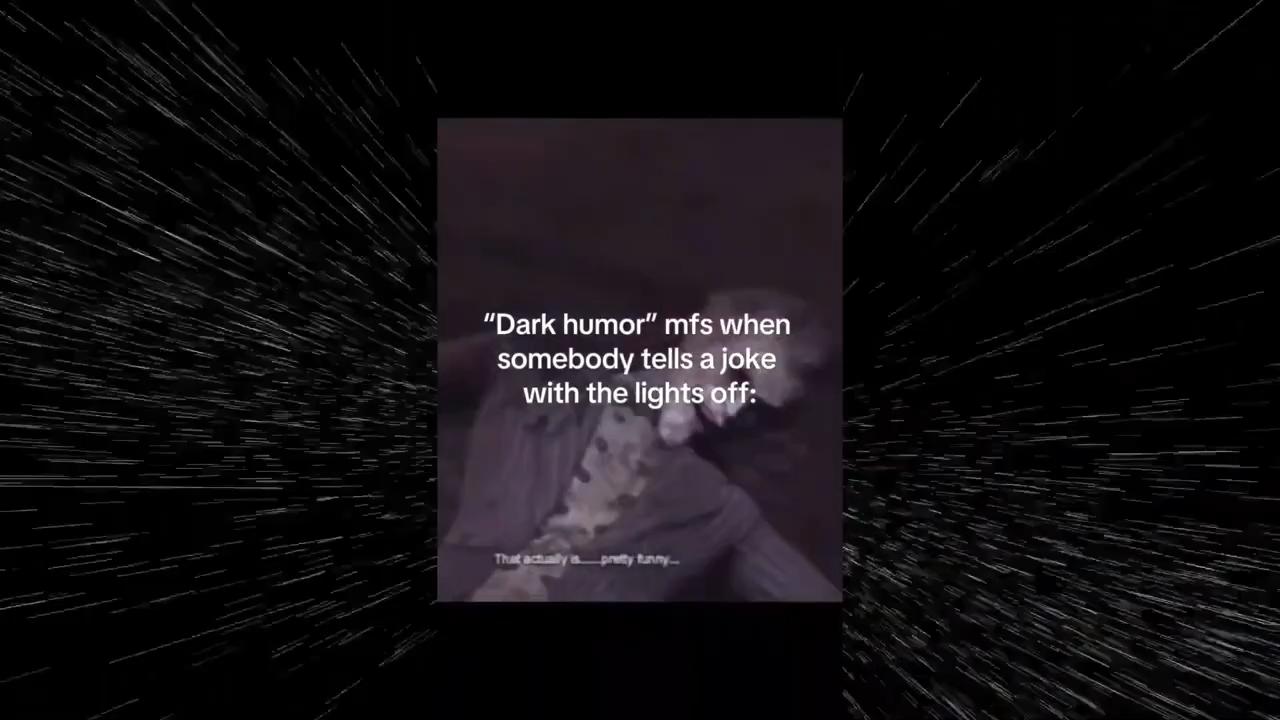 “Dark humor” mfs when
somebody tells a joke
with the lights off:
That actually is......pretty funny...